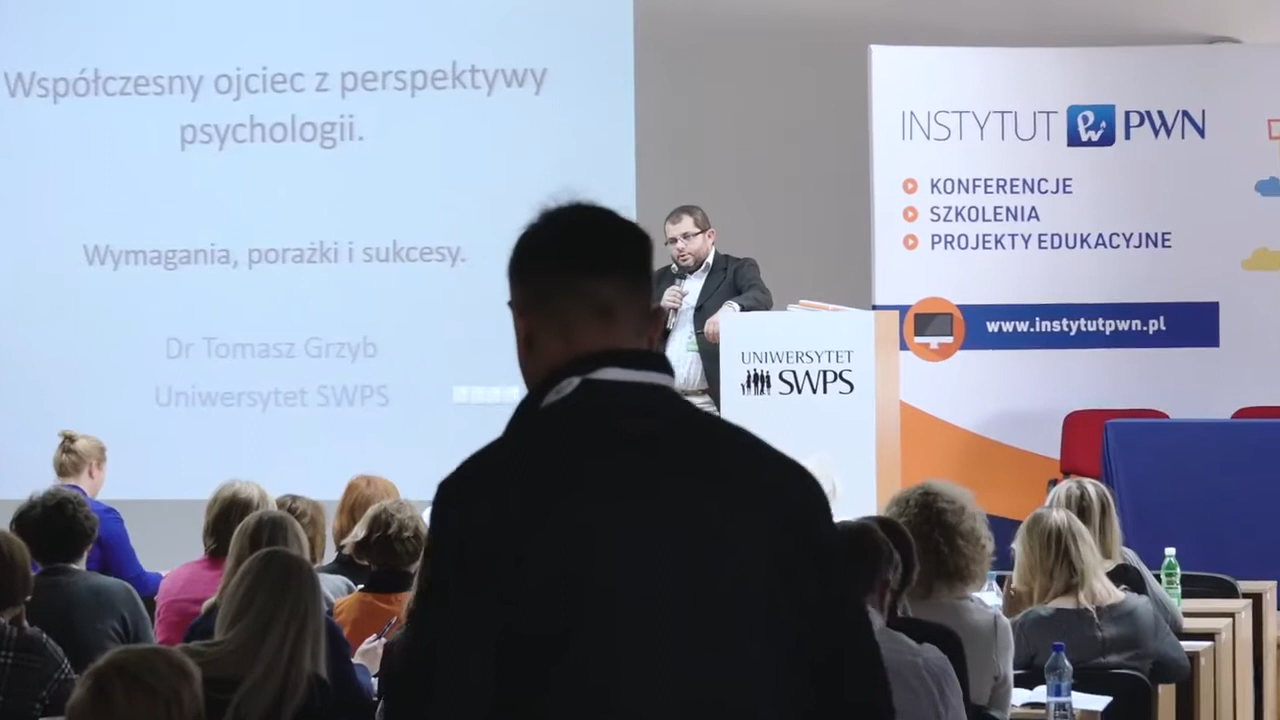 Współczesny ojciec z perspektywy
psychologii.
Wymagania, porażki i sukcesy.
Dr Tomasz Grzyb
Uniwersytet SWPS
INSTYTUT PWN
KONFERENCJE
SZKOLENIA
PROJEKTY EDUKACYJNE
www.instytutpwn.pl
UNIWERSYTET
SWPS